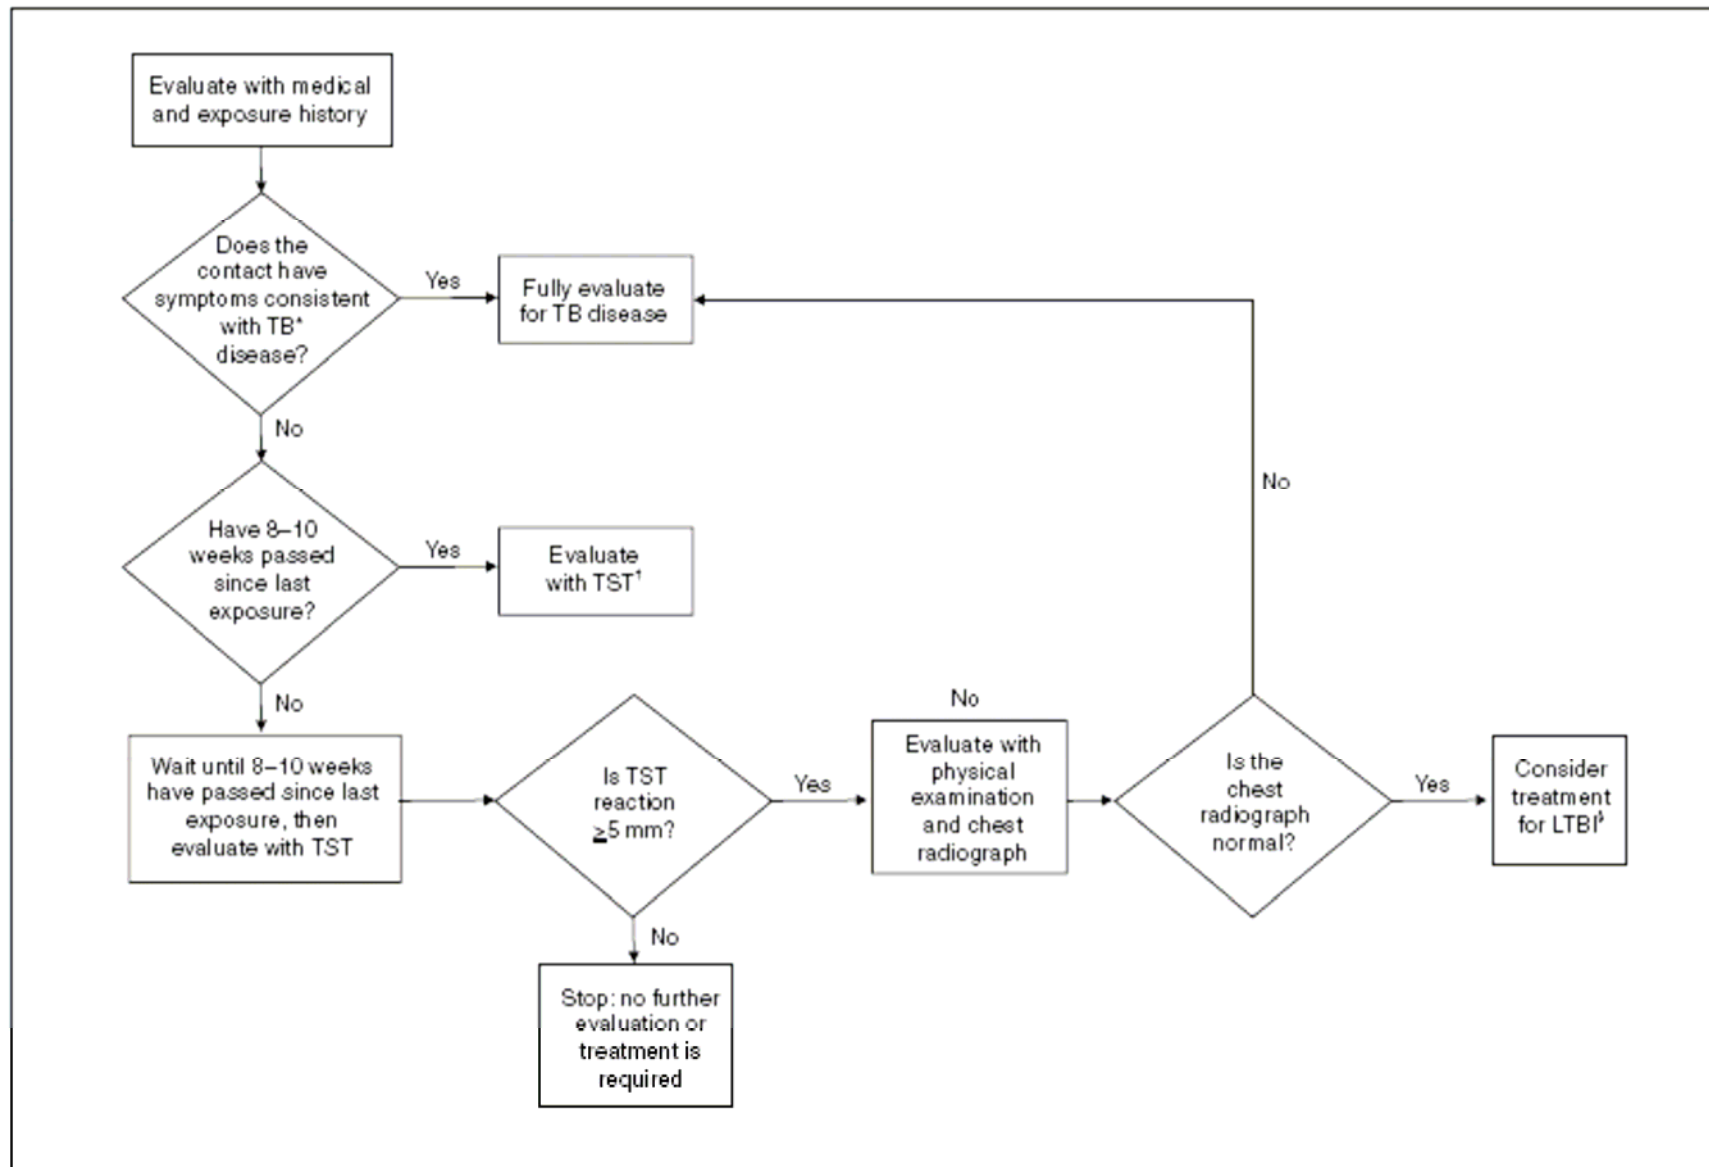 Evaluate with medical
and exposure history
Does the
contact have
symptoms consistent
with TB*
disease?
Yes
Fully evaluate
for TB disease
No
No
Have 8–10
weeks passed
since last
exposure?
Yes
Evaluate
with TST†
No
Wait until 8–10 weeks
have passed since last
exposure, then
evaluate with TST
Is TST
reaction
≥5 mm?
Yes
No
Evaluate with
physical
examination
and chest
radiograph
Is the
chest
radiograph
normal?
Yes
Consider
treatment
for LTBI§
No
Stop: no further
evaluation or
treatment is
required